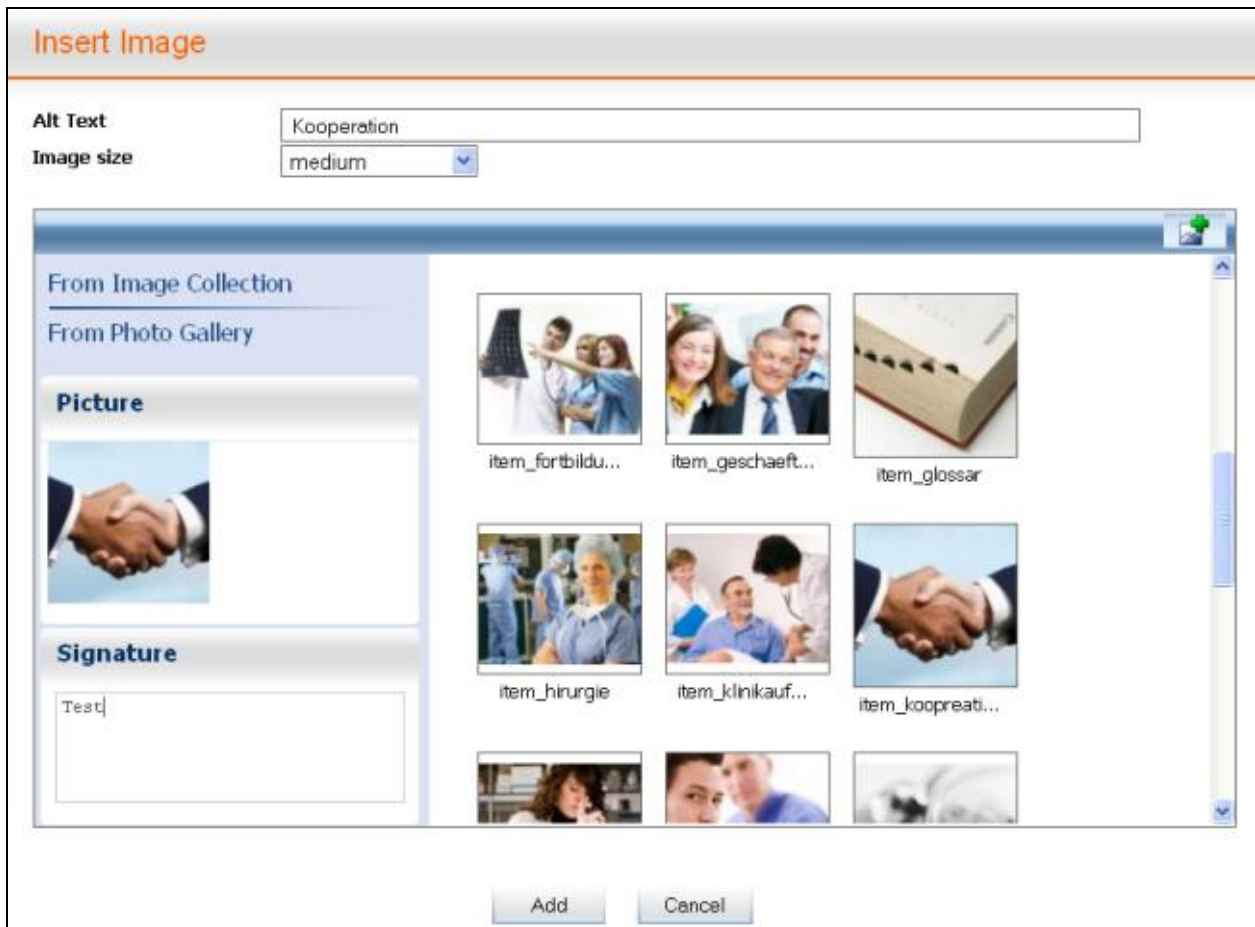 Insert Image
Alt Text Kooperation
Image size medium
From Image Collection
From Photo Gallery
Picture
Signature
Test
item_fortbildu... item_geschaeft... item_glossar
item_hirurgie item_klinikauf... item_koopreati...
Add Cancel